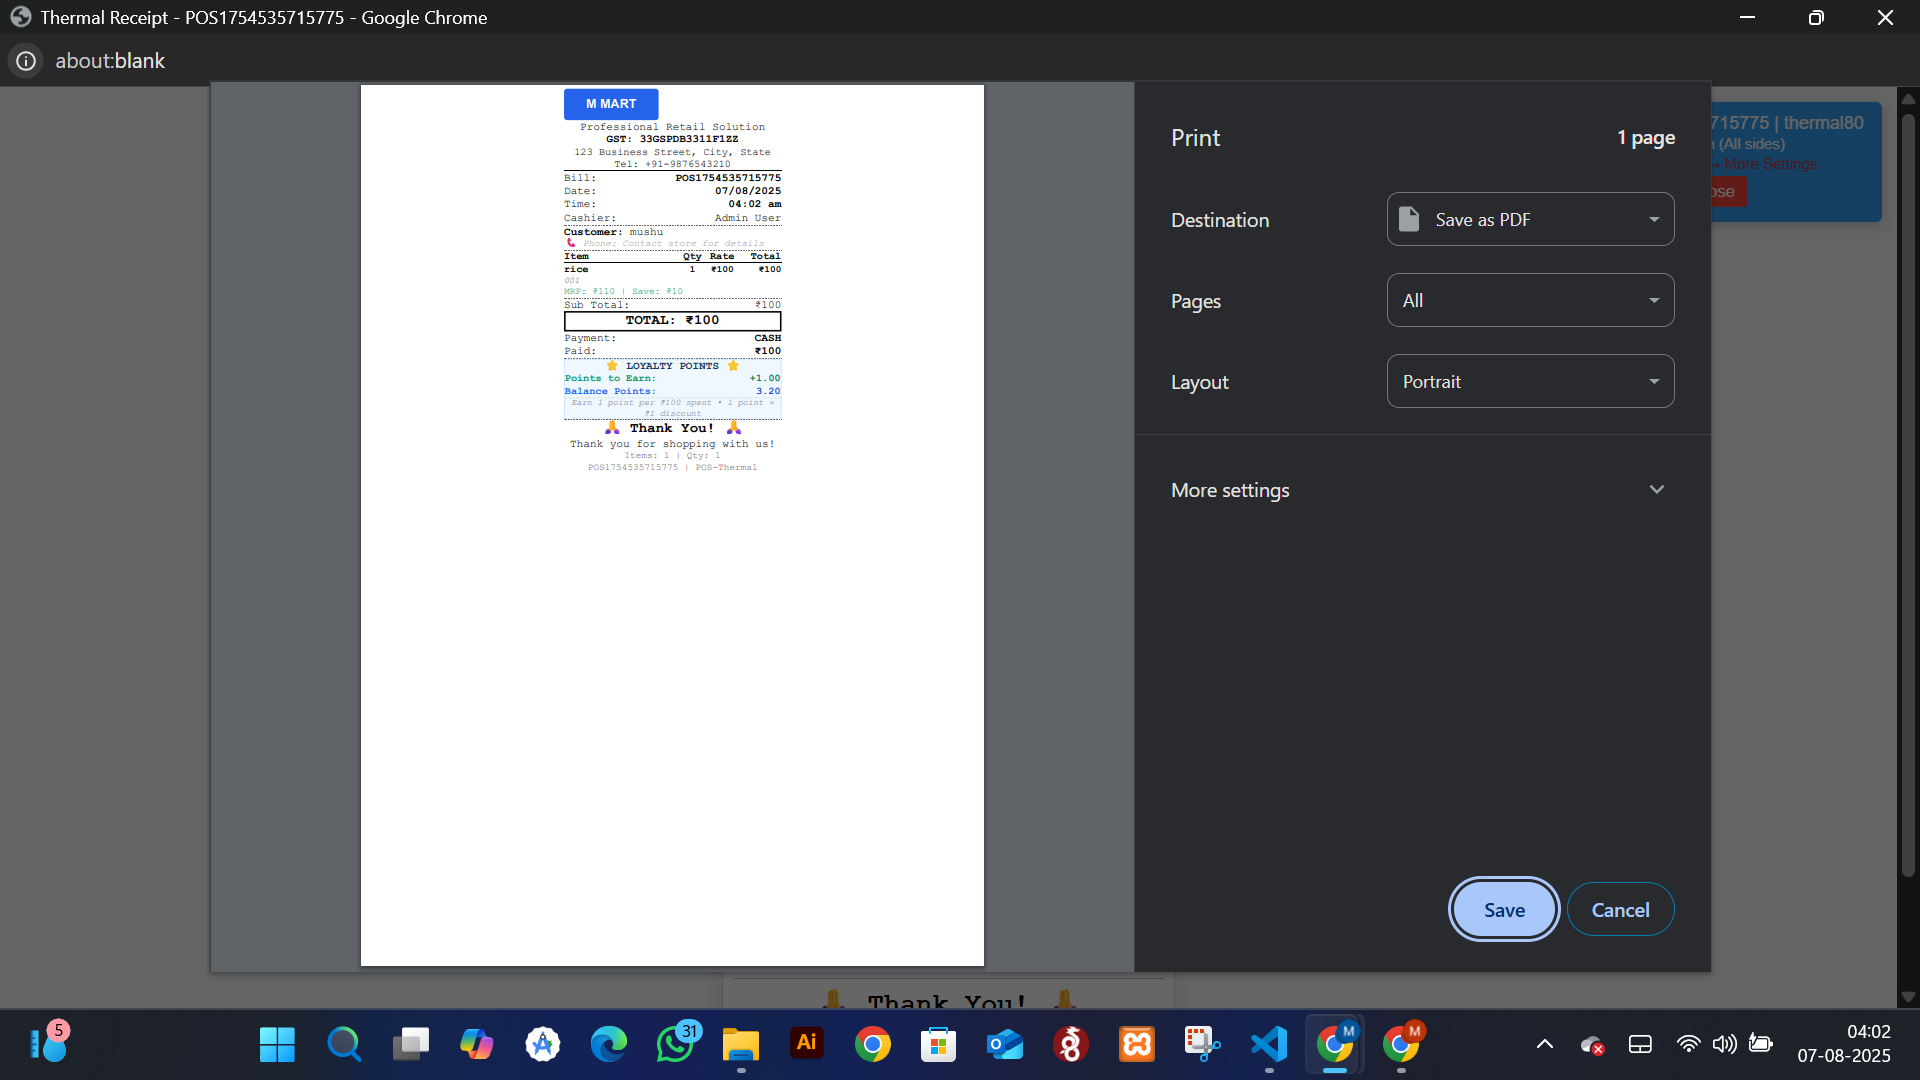 Thermal Receipt - POS1754535715775 - Google Chrome
about:blank
M MART
Professional Retail Solution
GST: 33GSPDB3311F1ZZ
123 Business Street, City, State
Tel: +91-9876543210
Bill: POS1754535715775
Date: 07/08/2025
Time: 04:02 am
Cashier: Admin User
Customer: mushu
Phone: Contact store for details
Item Qty Rate Total
rice 1 ₹100 ₹100
001
MRP: ₹110 | Save: ₹10
Sub Total: ₹100
TOTAL: ₹100
Payment: CASH
Paid: ₹100
⭐ LOYALTY POINTS ⭐
Points to Earn: +1.00
Balance Points: 3.20
Earn 1 point per ₹100 spent • 1 point =
₹1 discount
🙏 Thank You! 🙏
Thank you for shopping with us!
Items: 1 | Qty: 1
POS1754535715775 | POS-Thermal
Print 1 page
Destination Save as PDF
Pages All
Layout Portrait
More settings
Save Cancel
715775 | thermal80
(All sides)
→ More Settings
ose
🙏 Thank You! 🙏
5
31
Ai
M
M
04:02
07-08-2025